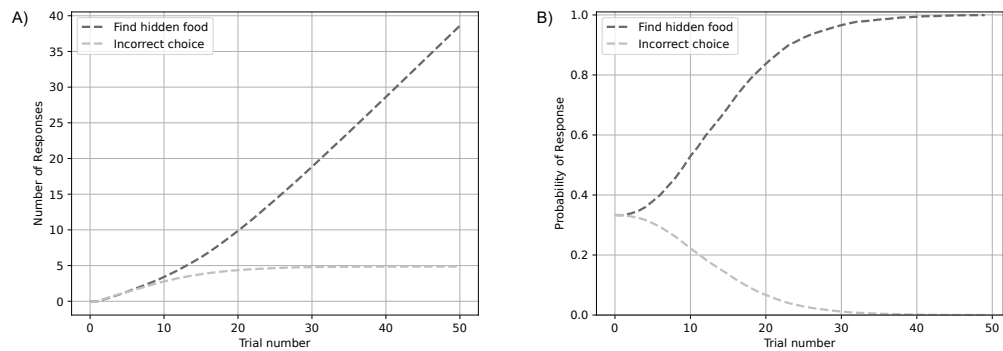 A)
Find hidden food
Incorrect choice
Number of Responses
40
35
30
25
20
15
10
5
0
0 10 20 30 40 50
Trial number
B)
Find hidden food
Incorrect choice
Probability of Response
1.0
0.8
0.6
0.4
0.2
0.0
0 10 20 30 40 50
Trial number